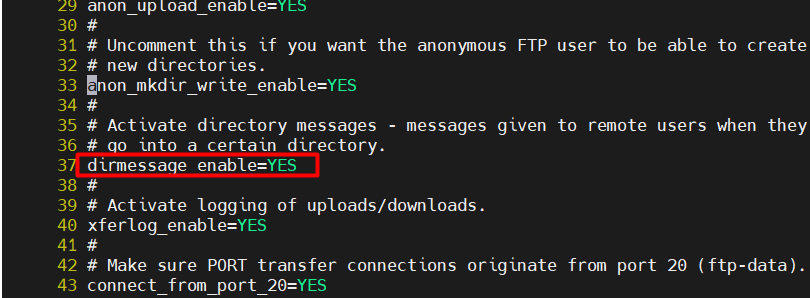 29 anon_upload_enable=YES
30 #
31 # Uncomment this if you want the anonymous FTP user to be able to create
32 # new directories.
33 anon_mkdir_write_enable=YES
34 #
35 # Activate directory messages - messages given to remote users when they
36 # go into a certain directory.
37 dirmessage_enable=YES
38 #
39 # Activate logging of uploads/downloads.
40 xferlog_enable=YES
41 #
42 # Make sure PORT transfer connections originate from port 20 (ftp-data).
43 connect_from_port_20=YES